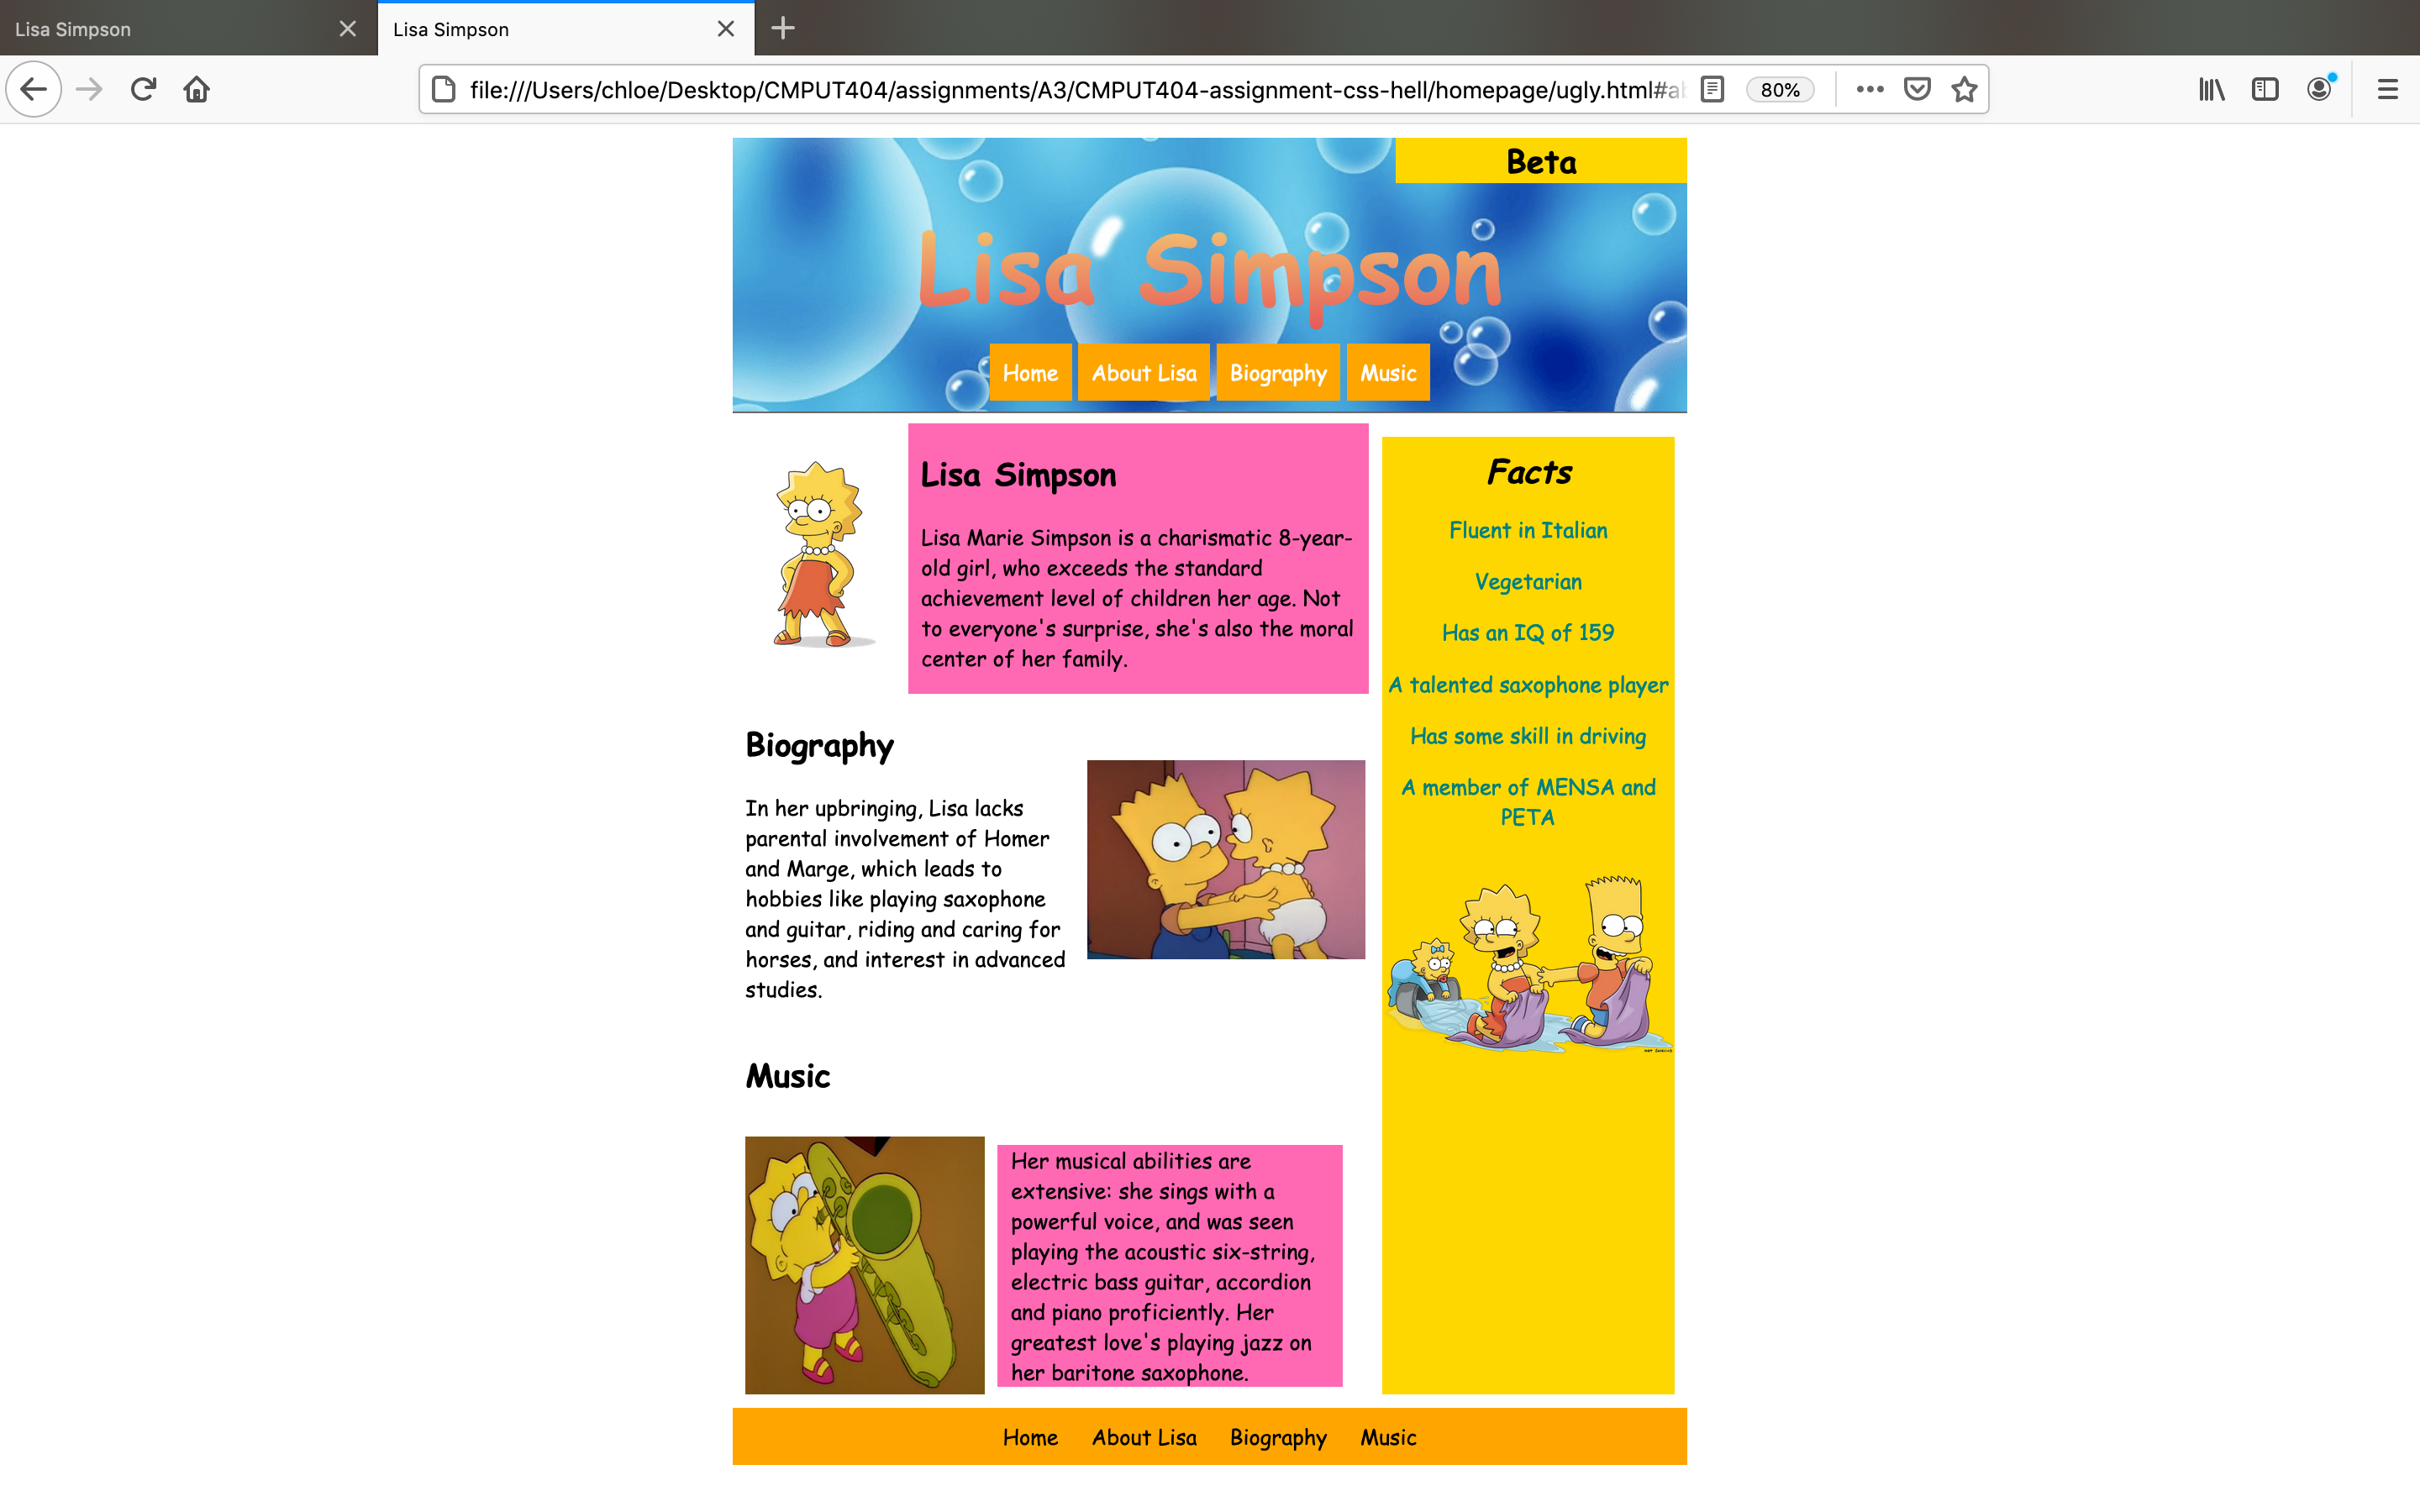 Lisa Simpson
Lisa Simpson
file:///Users/chloe/Desktop/CMPUT404/assignments/A3/CMPUT404-assignment-css-hell/homepage/ugly.html#ab
80%
Beta
Lisa Simpson
Home About Lisa Biography Music
Lisa Simpson
Lisa Marie Simpson is a charismatic 8-year-
old girl, who exceeds the standard
achievement level of children her age. Not
to everyone's surprise, she's also the moral
center of her family.
Biography
In her upbringing, Lisa lacks
parental involvement of Homer
and Marge, which leads to
hobbies like playing saxophone
and guitar, riding and caring for
horses, and interest in advanced
studies.
Music
Her musical abilities are
extensive: she sings with a
powerful voice, and was seen
playing the acoustic six-string,
electric bass guitar, accordion
and piano proficiently. Her
greatest love's playing jazz on
her baritone saxophone.
Facts
Fluent in Italian
Vegetarian
Has an IQ of 159
A talented saxophone player
Has some skill in driving
A member of MENSA and
PETA
Home About Lisa Biography Music